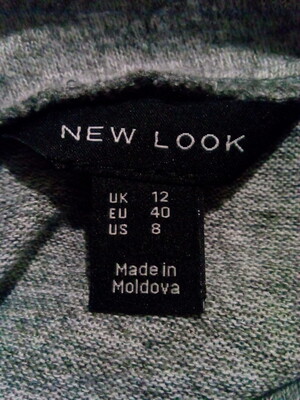 NEW LOOK
UK 12
EU 40
US 8
Made in
Moldova